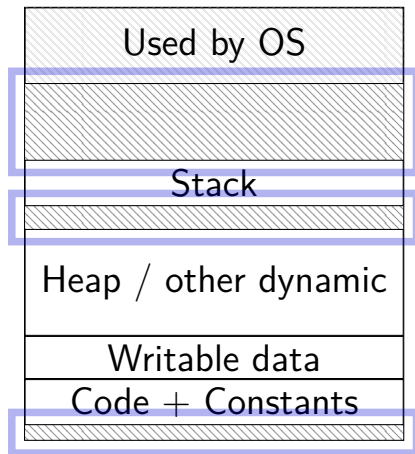 Used by OS
Stack
Heap / other dynamic
Writable data
Code + Constants